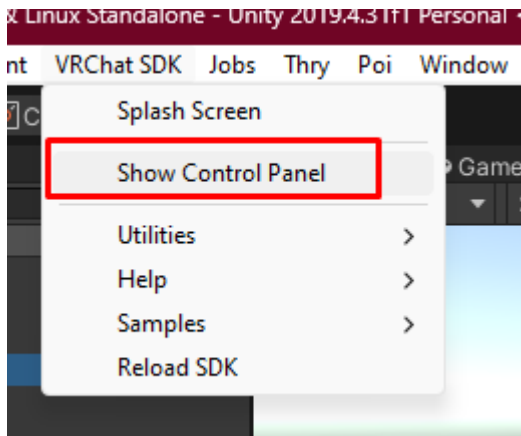 & Linux Standalone - Unity 2019.4.31f1 Personal
nt VRChat SDK Jobs Thry Poi Window
C
Splash Screen
Show Control Panel
Game
Utilities
Help
Samples
Reload SDK